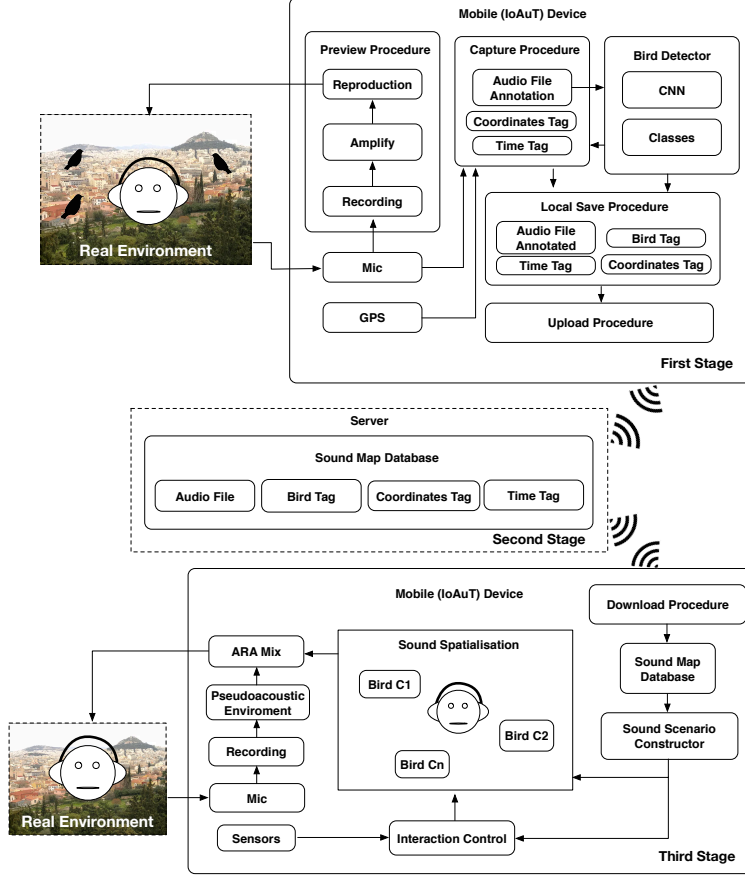 Mobile (IoAuT) Device
Preview Procedure
Reproduction
Amplify
Recording
Mic
GPS
Capture Procedure
Audio File
Annotation
Coordinates Tag
Time Tag
Bird Detector
CNN
Classes
Local Save Procedure
Audio File
Annotated
Bird Tag
Time Tag
Coordinates Tag
Upload Procedure
First Stage
Real Environment
Server
Sound Map Database
Audio File
Bird Tag
Coordinates Tag
Time Tag
Second Stage
Mobile (IoAuT) Device
Download Procedure
Sound Map
Database
Sound Scenario
Constructor
Sound Spatialisation
Bird C1
Bird C2
Bird Cn
ARA Mix
Pseudoacoustic
Enviroment
Recording
Mic
Sensors
Interaction Control
Real Environment
Third Stage